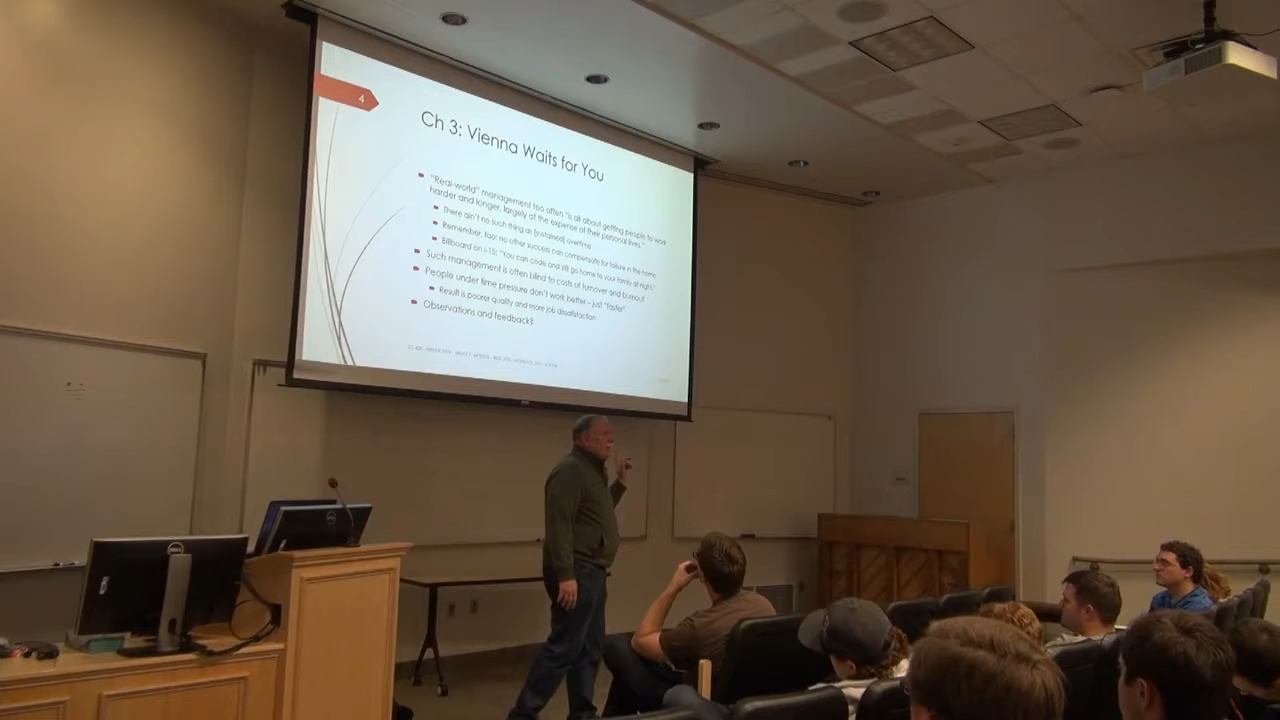 4
Ch 3: Vienna Waits for You
"Real-world" management too often "is all about getting people to work
harder and longer, largely at the expense of their personal lives."
There ain't no such thing as [sustained] overtime
Remember, too: no other success can compensate for failure in the home
Billboard on I-15: "You can code and still go home to your family at night."
Such management is often blind to costs of turnover and burnout
People under time pressure don't work better – just "faster"
Result is poorer quality and more job dissatisfaction
Observations and feedback?
DELL
DELL